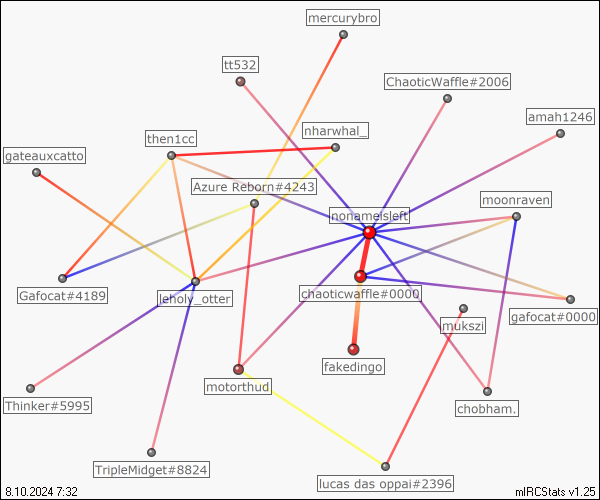 mercurybro
tt532
ChaoticWaffle#2006
amah1246
nharwhal_
then1cc
gateauxcatto
Azure Reborn#4243
moonraven
nonameisleft
Gafocat#4189
leholy_otter
chaoticwaffle#0000
gafocat#0000
mukszi
fakedingo
motorthud
Thinker#5995
chobham.
TripleMidget#8824
lucas das oppai#2396
8.10.2024 7:32
mIRCStats v1.25